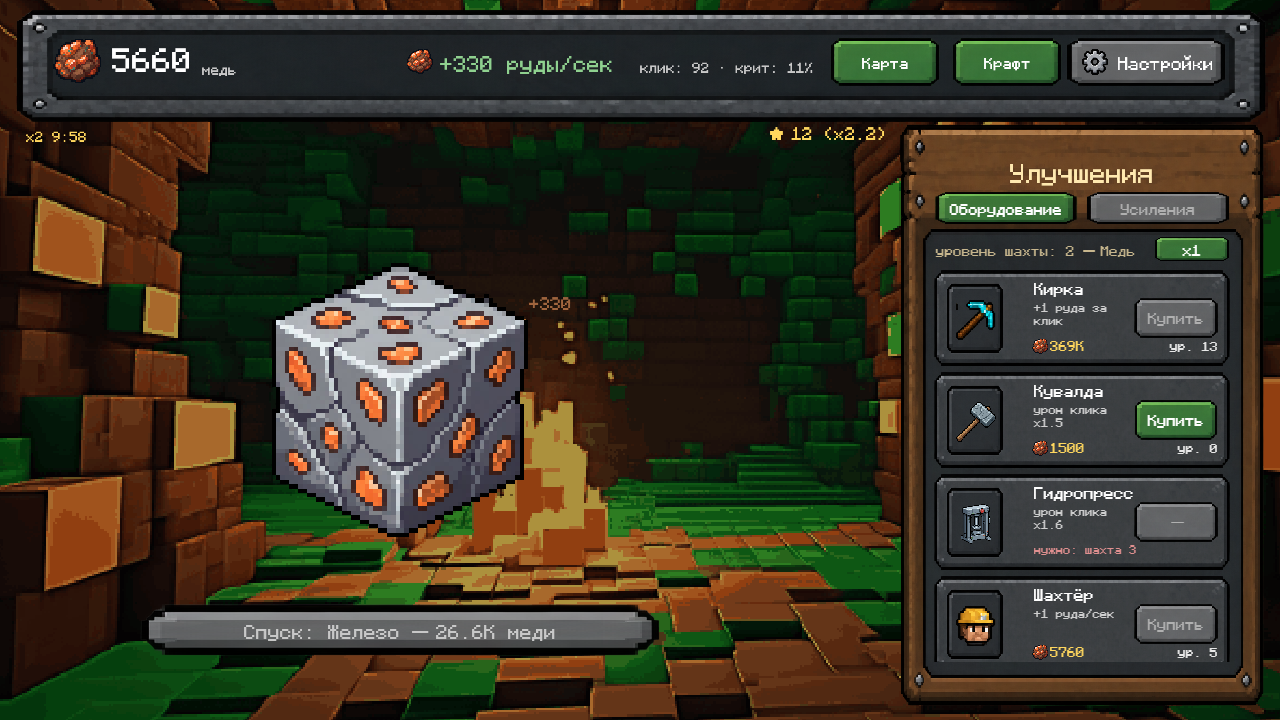 5660 медь
+330 руды/сек
клик: 92 · крит: 11%
Карта
Крафт
Настройки
x2 9:58
12 (x2.2)
Улучшения
Оборудование
Усиления
уровень шахты: 2 — Медь
x1
+330
Кирка
+1 руда за
клик
Купить
369K
ур. 13
Кувалда
урон клика
x1.5
Купить
1500
ур. 0
Гидропресс
урон клика
x1.6
—
нужно: шахта 3
Шахтёр
+1 руда/сек
Купить
5760
ур. 5
Спуск: Железо — 26.6K меди